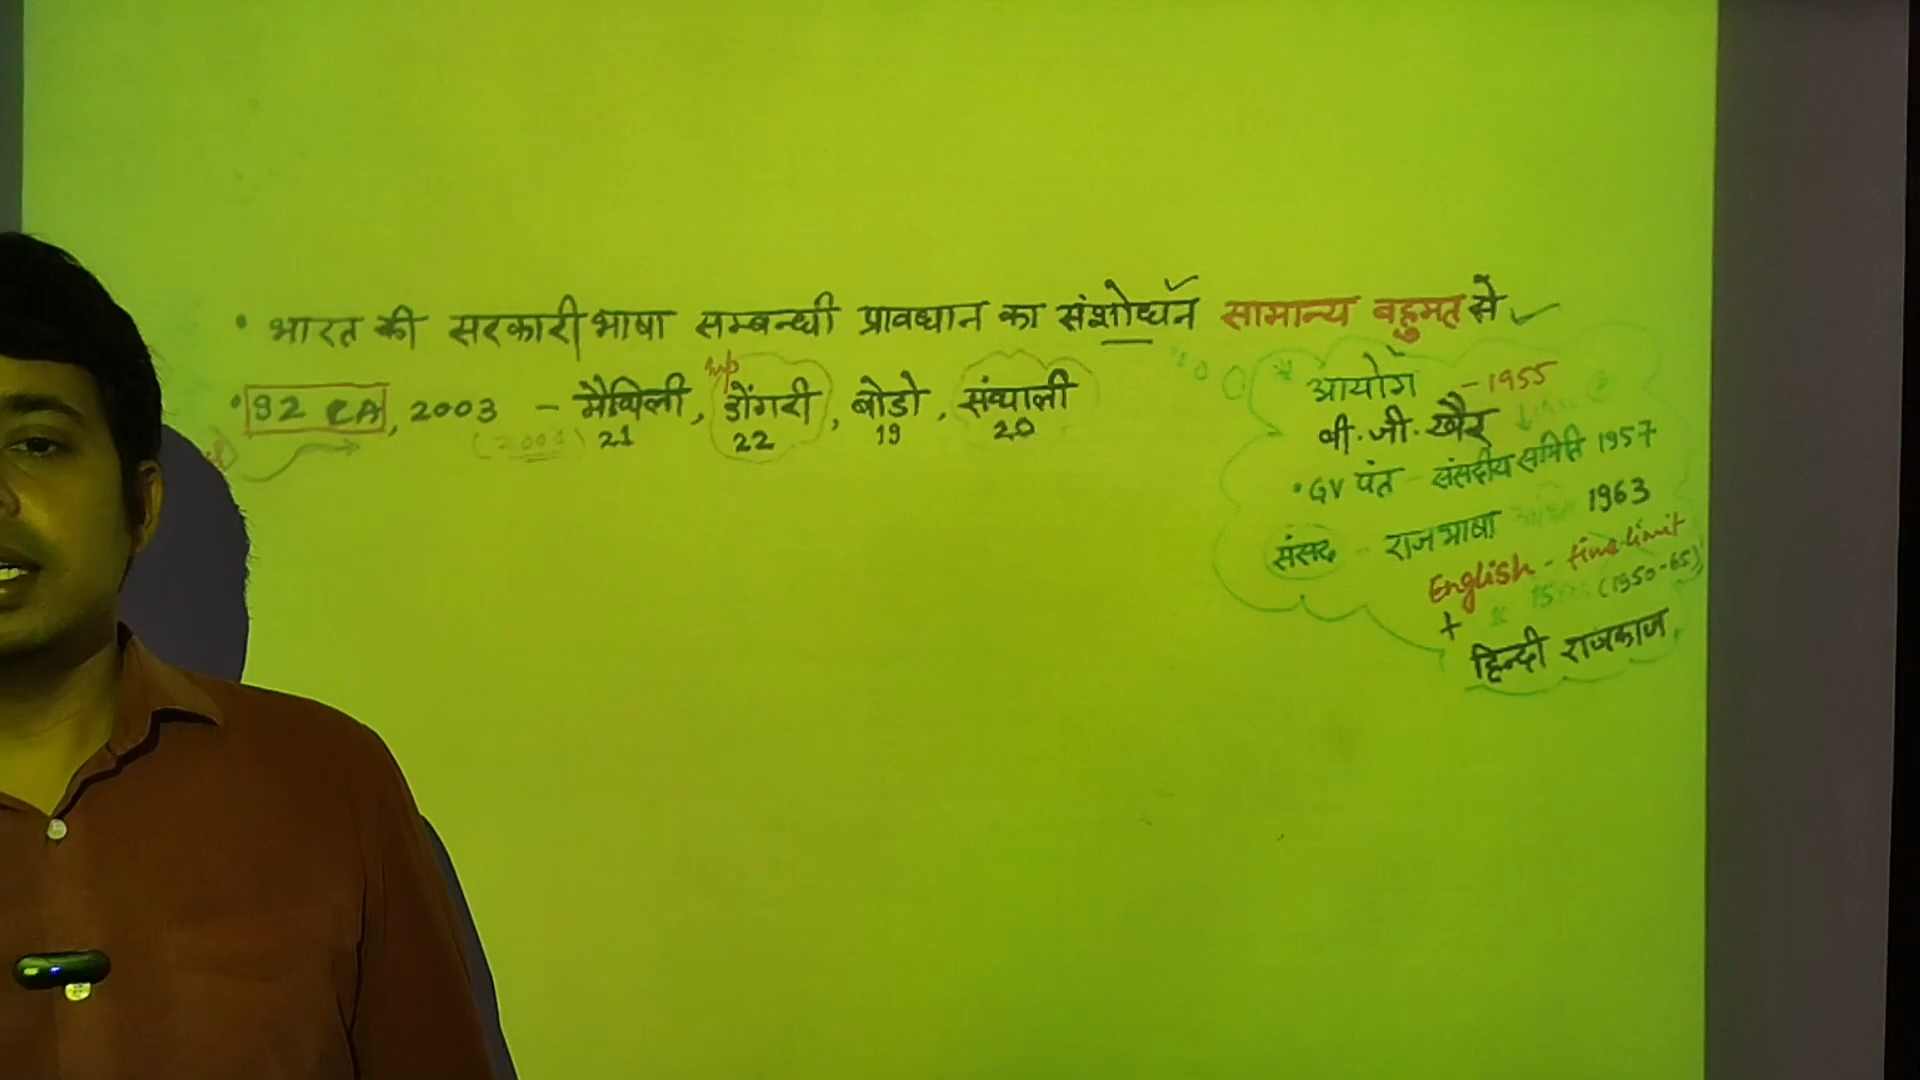 • भारत की सरकारी भाषा सम्बन्धी प्रावधान का संशोधन सामान्य बहुमत से ✓
• 92 CA, 2003 - मैथिली, डोंगरी, बोडो, संथाली
21 22 19 20
Imp
आयोग - 1955
बी.जी. खैर
• GV पंत - संसदीय समिति 1957
संसद - राजभाषा 1963
English - time limit
15 (1950-65)
+
हिन्दी राजकाज